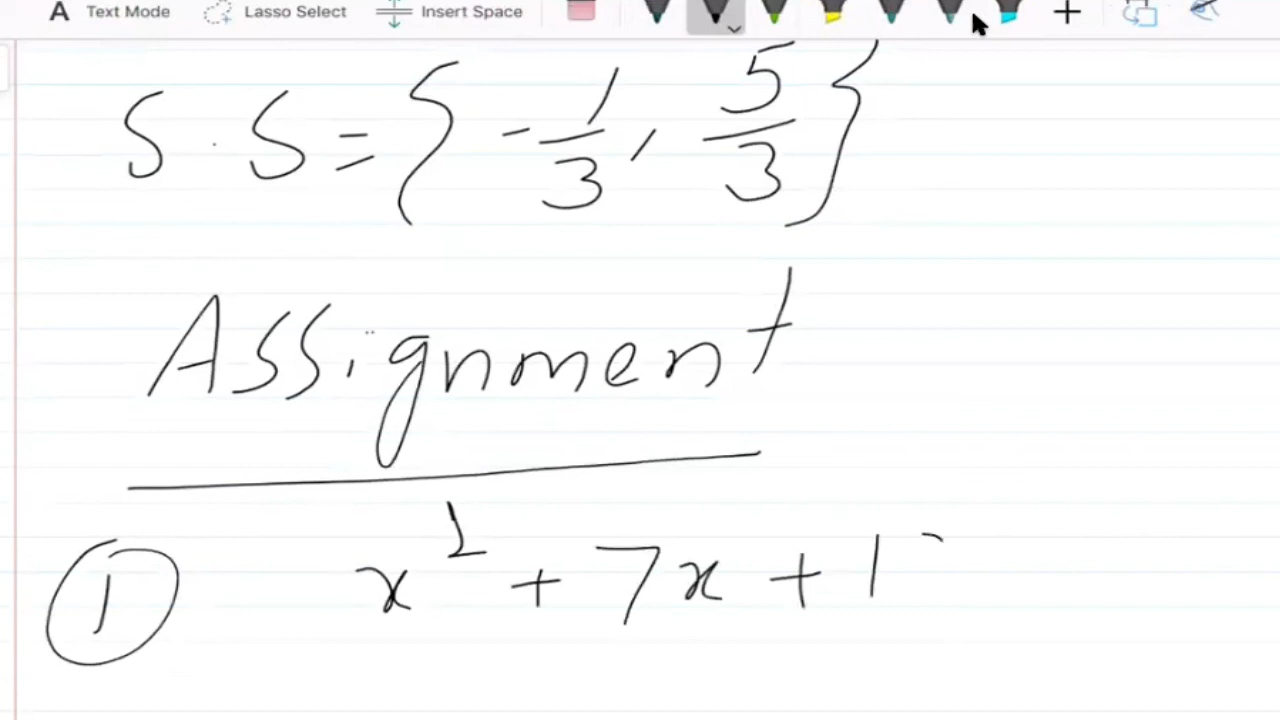 A Text Mode Lasso Select Insert Space
S.S = { -1/3, 5/3 }
Assignment
① x² + 7x + 1